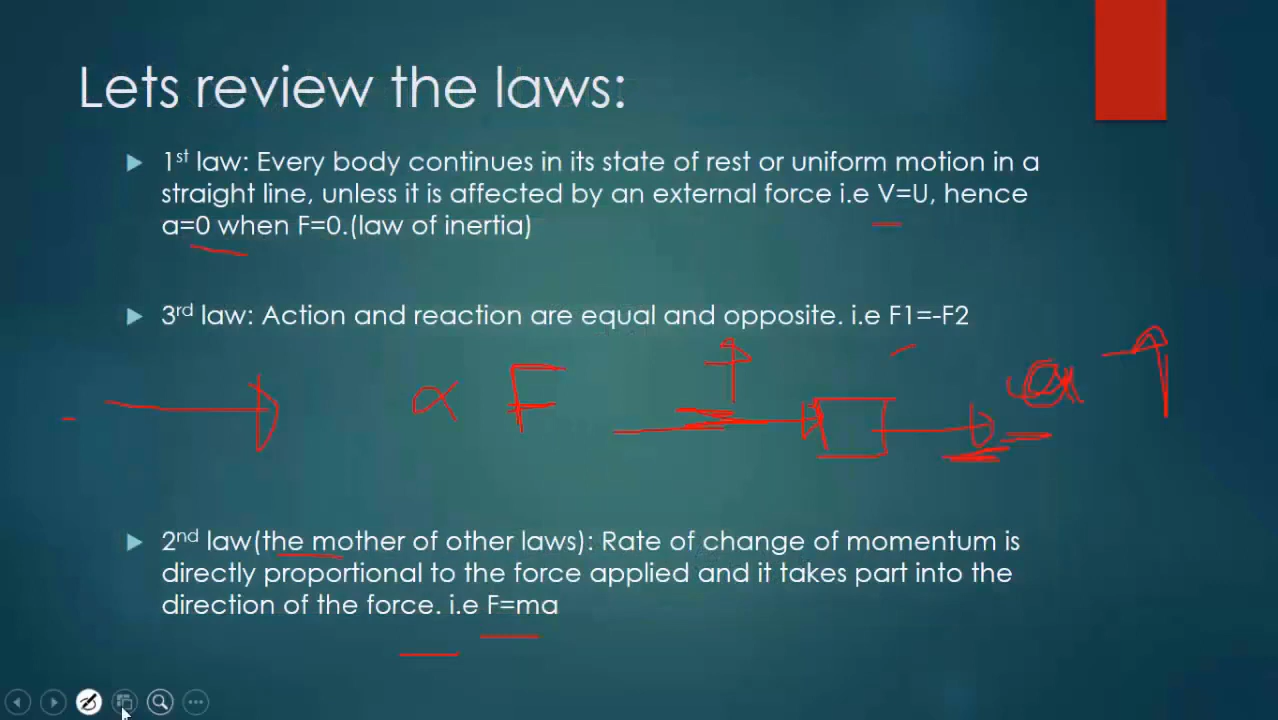 Lets review the laws:
1st law: Every body continues in its state of rest or uniform motion in a
straight line, unless it is affected by an external force i.e V=U, hence
a=0 when F=0.(law of inertia)
3rd law: Action and reaction are equal and opposite. i.e F1=-F2
∝ F
2nd law(the mother of other laws): Rate of change of momentum is
directly proportional to the force applied and it takes part into the
direction of the force. i.e F=ma